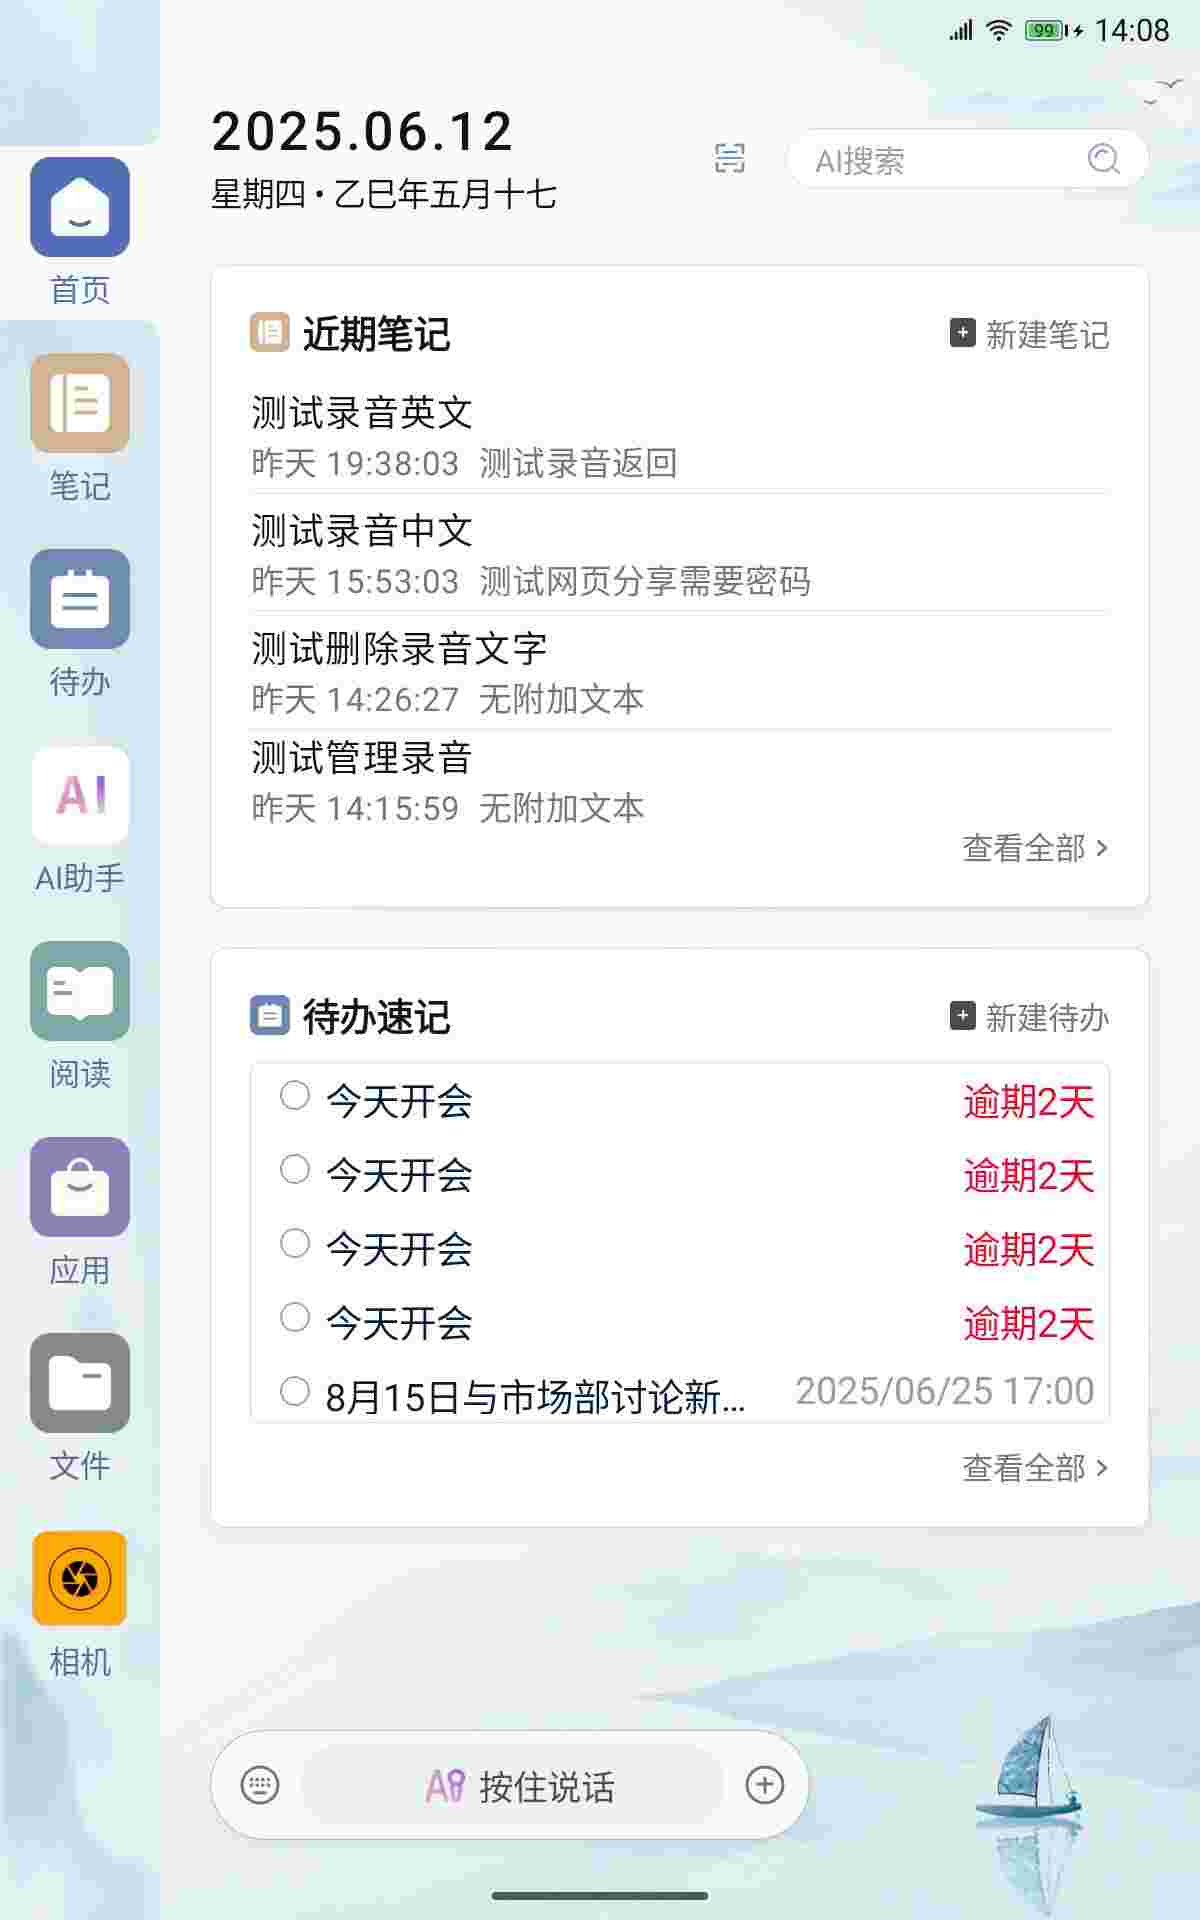 99 14:08
2025.06.12
星期四·乙巳年五月十七
AI搜索
首页
笔记
待办
AI
AI助手
阅读
应用
文件
相机
近期笔记
新建笔记
测试录音英文
昨天 19:38:03 测试录音返回
测试录音中文
昨天 15:53:03 测试网页分享需要密码
测试删除录音文字
昨天 14:26:27 无附加文本
测试管理录音
昨天 14:15:59 无附加文本
查看全部 >
待办速记
新建待办
今天开会 逾期2天
今天开会 逾期2天
今天开会 逾期2天
今天开会 逾期2天
8月15日与市场部讨论新... 2025/06/25 17:00
查看全部 >
按住说话